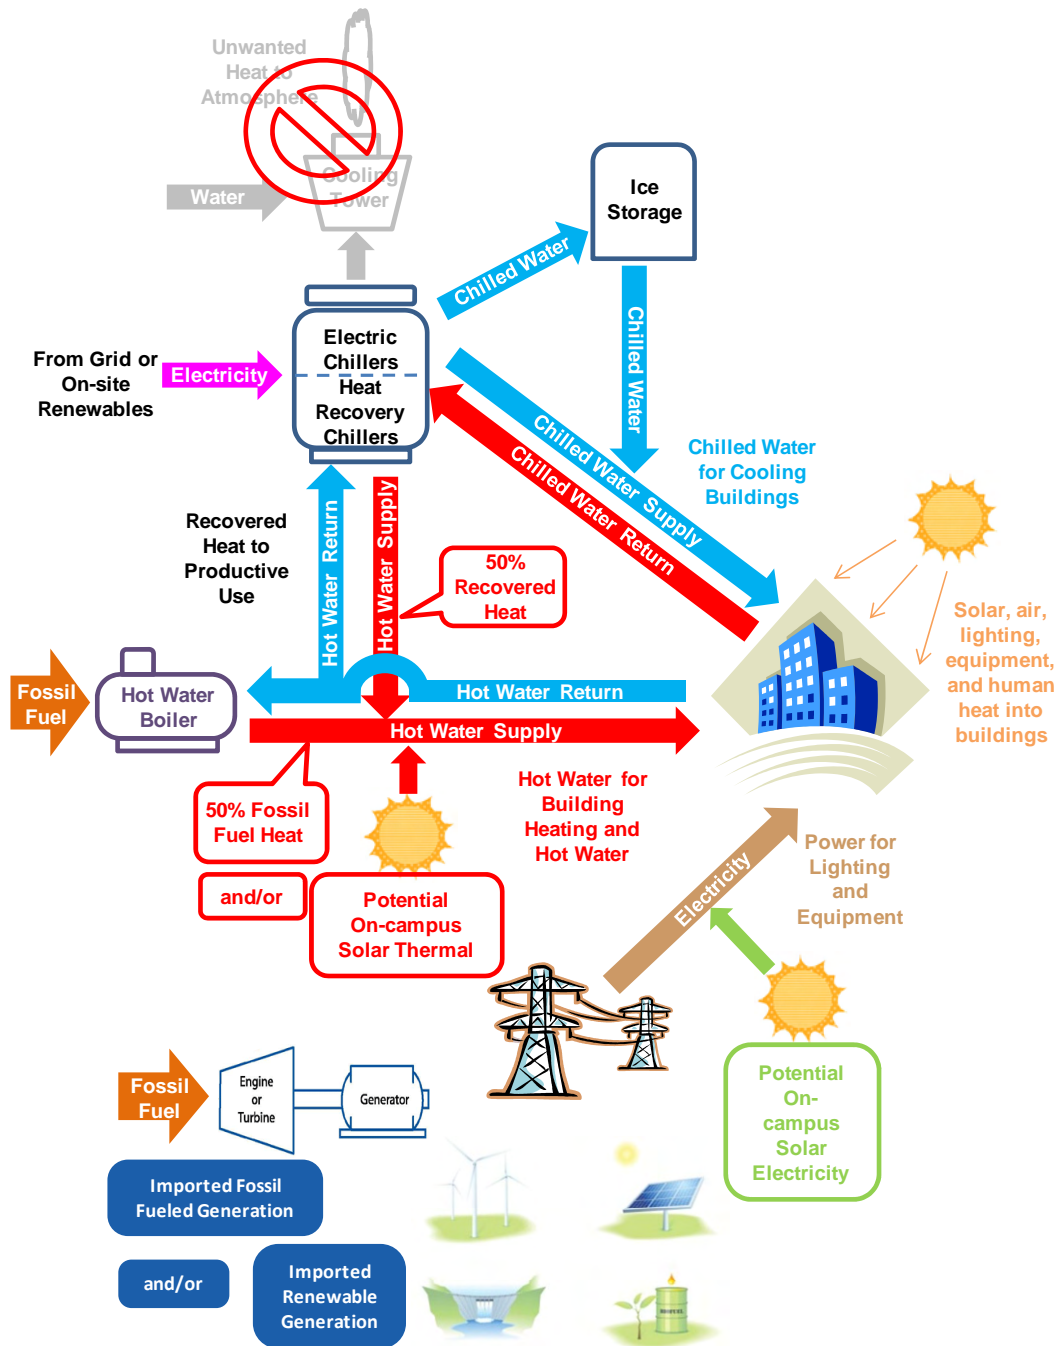 Unwanted
Heat to
Atmosphere
Cooling
Tower
Water
Ice
Storage
Chilled Water
Chilled Water
Electric
Chillers
Heat
Recovery
Chillers
From Grid or
On-site
Renewables
Electricity
Chilled Water Supply
Chilled Water Return
Chilled Water
for Cooling
Buildings
Recovered
Heat to
Productive
Use
Hot Water Return
Hot Water Supply
50%
Recovered
Heat
Solar, air,
lighting,
equipment,
and human
heat into
buildings
Fossil
Fuel
Hot Water
Boiler
Hot Water Return
Hot Water Supply
50% Fossil
Fuel Heat
and/or
Potential
On-campus
Solar Thermal
Hot Water for
Building
Heating and
Hot Water
Electricity
Power for
Lighting
and
Equipment
Potential
On-
campus
Solar
Electricity
Fossil
Fuel
Engine
or
Turbine
Generator
Imported Fossil
Fueled Generation
and/or
Imported
Renewable
Generation
BIOFUEL